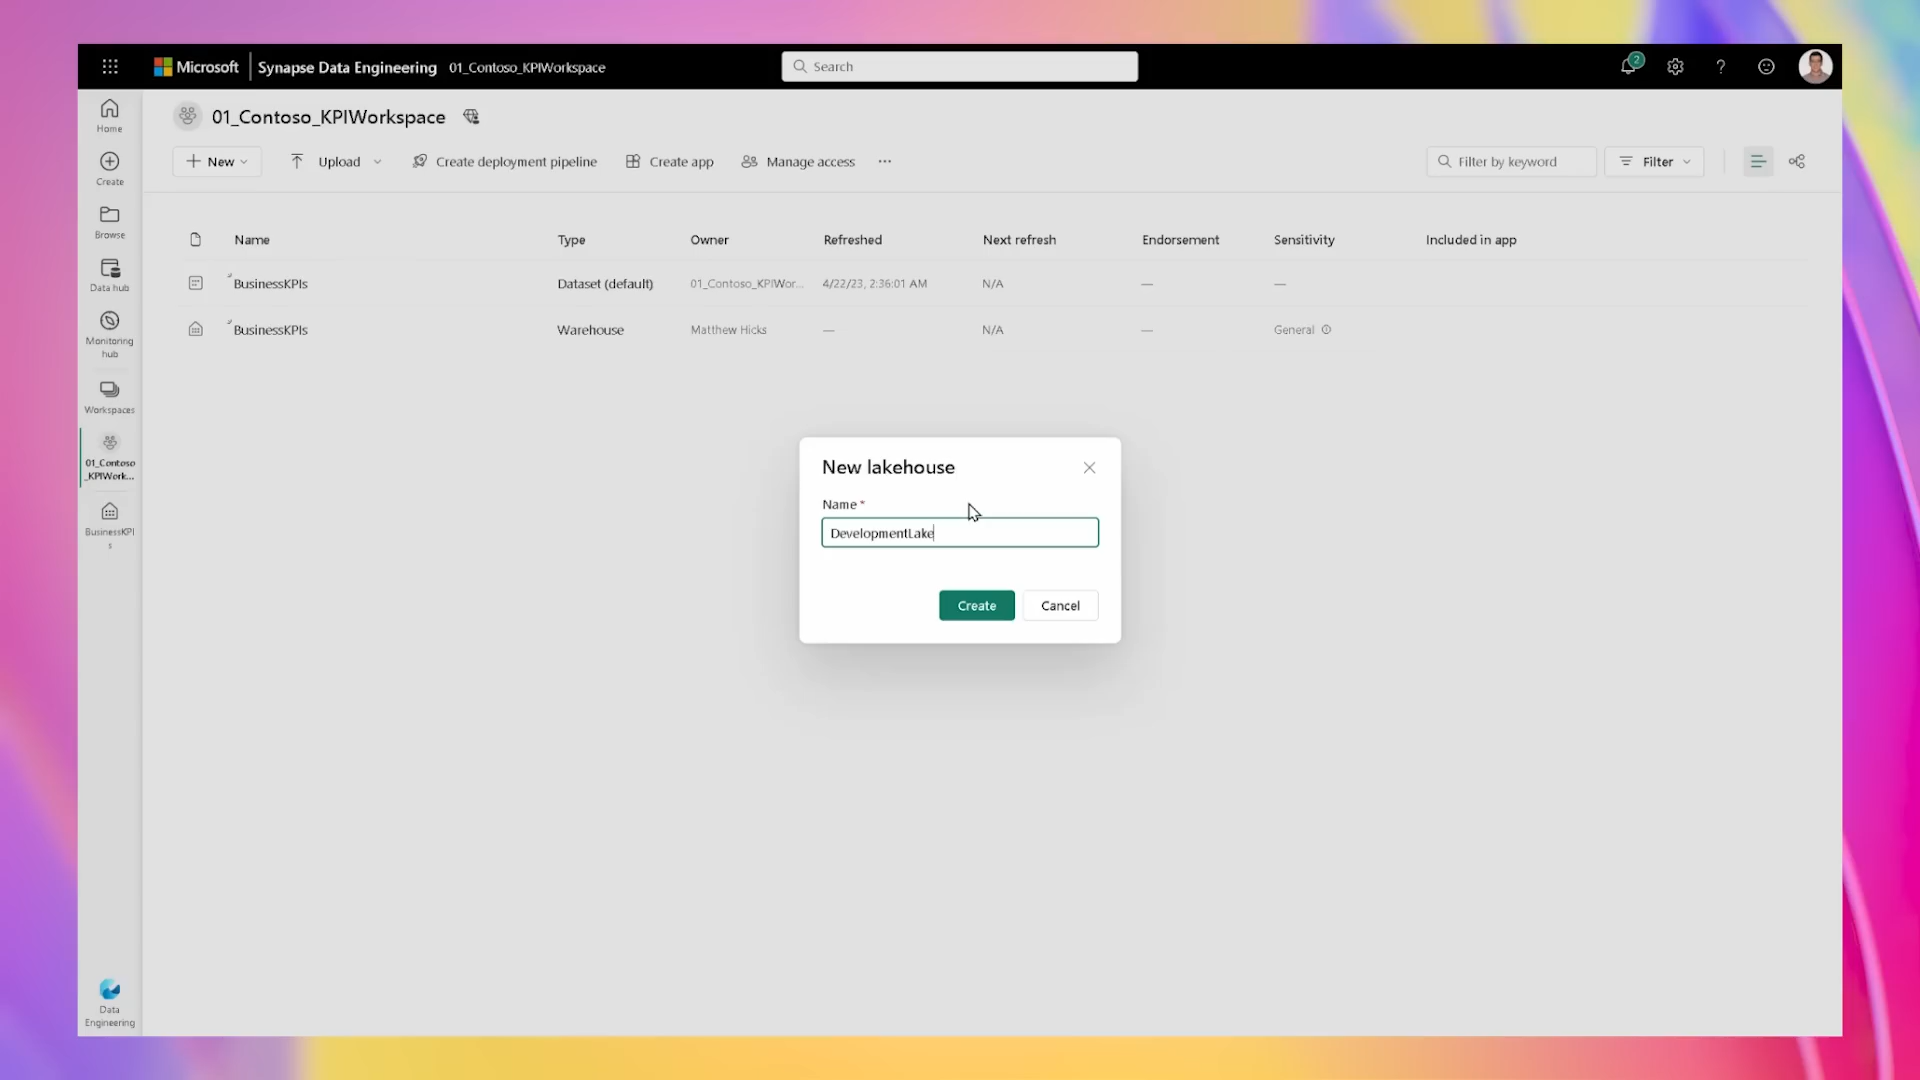 Microsoft | Synapse Data Engineering 01_Contoso_KPIWorkspace
Search
2
?
Home
Create
Browse
Data hub
Monitoring
hub
Workspaces
01_Contoso
_KPIWork...
BusinessKPI
s
Data
Engineering
01_Contoso_KPIWorkspace
+ New Upload Create deployment pipeline Create app Manage access ··· Filter by keyword Filter
Name Type Owner Refreshed Next refresh Endorsement Sensitivity Included in app
BusinessKPIs Dataset (default) 01_Contoso_KPIWor... 4/22/23, 2:36:01 AM N/A — —
BusinessKPIs Warehouse Matthew Hicks — N/A — General
New lakehouse
Name *
DevelopmentLake
Create Cancel